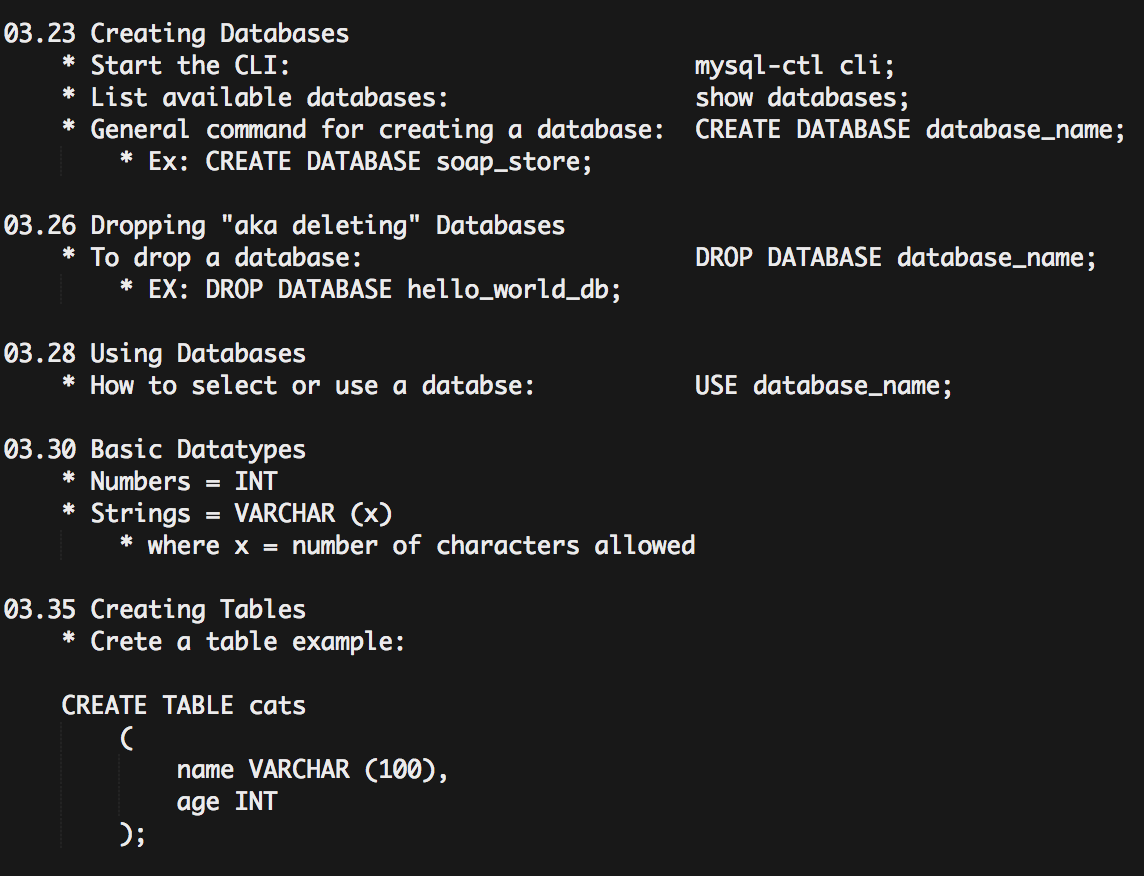 03.23 Creating Databases
* Start the CLI: mysql-ctl cli;
* List available databases: show databases;
* General command for creating a database: CREATE DATABASE database_name;
* Ex: CREATE DATABASE soap_store;
03.26 Dropping "aka deleting" Databases
* To drop a database: DROP DATABASE database_name;
* EX: DROP DATABASE hello_world_db;
03.28 Using Databases
* How to select or use a databse: USE database_name;
03.30 Basic Datatypes
* Numbers = INT
* Strings = VARCHAR (x)
* where x = number of characters allowed
03.35 Creating Tables
* Crete a table example:
CREATE TABLE cats
(
name VARCHAR (100),
age INT
);